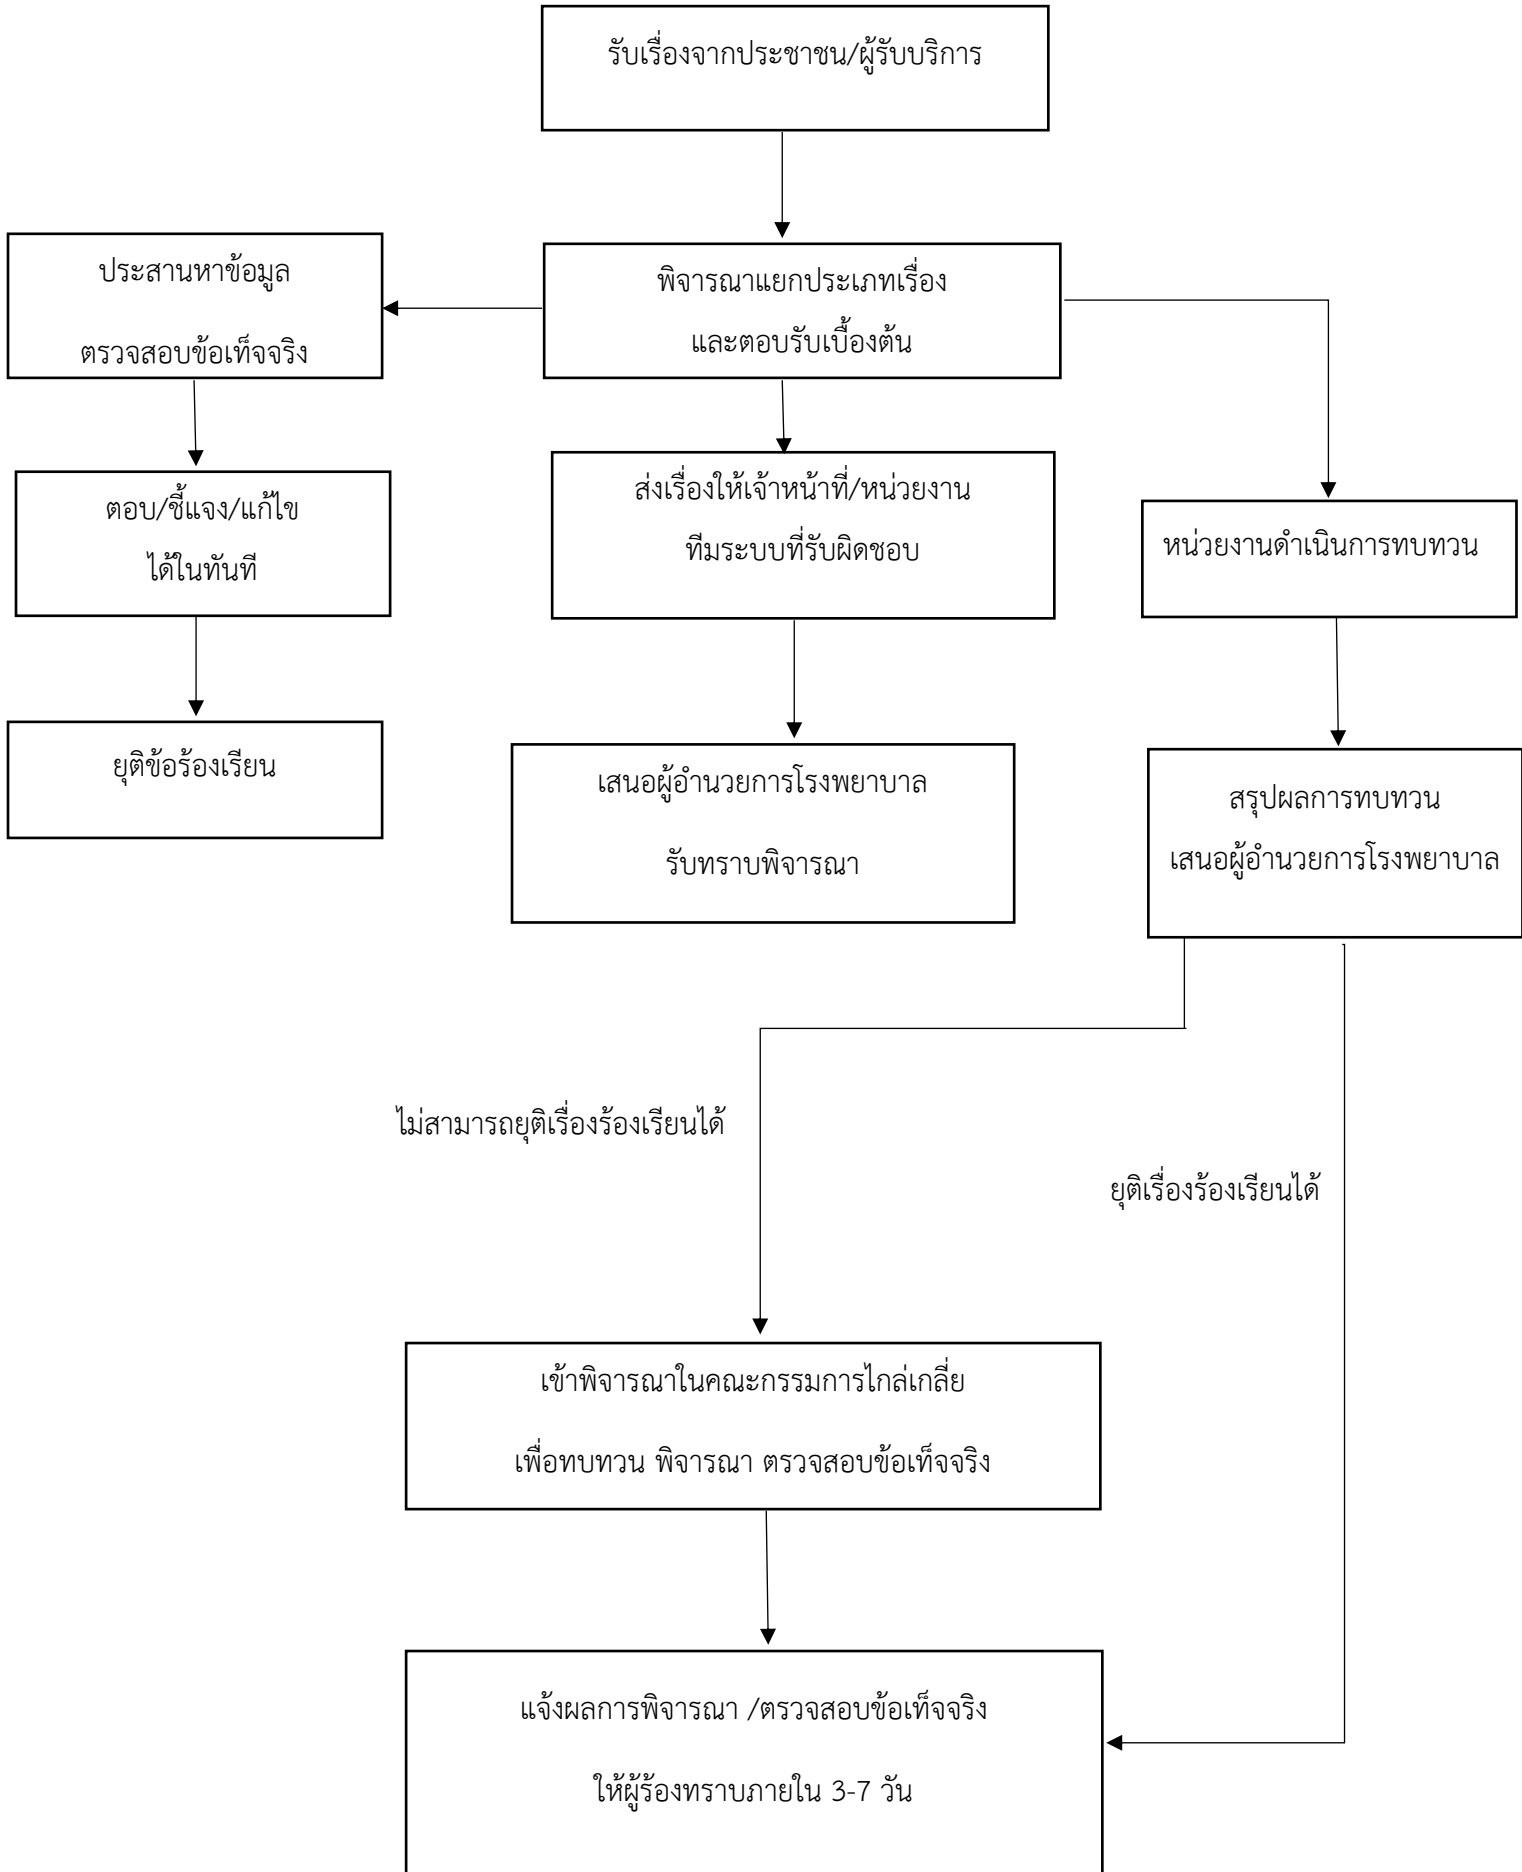 รับเรื่องจากประชาชน/ผู้รับบริการ
พิจารณาแยกประเภทเรื่อง
และตอบรับเบื้องต้น
ประสานหาข้อมูล
ตรวจสอบข้อเท็จจริง
ตอบ/ชี้แจง/แก้ไข
ได้ในทันที
ยุติข้อร้องเรียน
ส่งเรื่องให้เจ้าหน้าที่/หน่วยงาน
ทีมระบบที่รับผิดชอบ
เสนอผู้อำนวยการโรงพยาบาล
รับทราบพิจารณา
หน่วยงานดำเนินการทบทวน
สรุปผลการทบทวน
เสนอผู้อำนวยการโรงพยาบาล
ไม่สามารถยุติเรื่องร้องเรียนได้
ยุติเรื่องร้องเรียนได้
เข้าพิจารณาในคณะกรรมการไกล่เกลี่ย
เพื่อทบทวน พิจารณา ตรวจสอบข้อเท็จจริง
แจ้งผลการพิจารณา /ตรวจสอบข้อเท็จจริง
ให้ผู้ร้องทราบภายใน 3-7 วัน